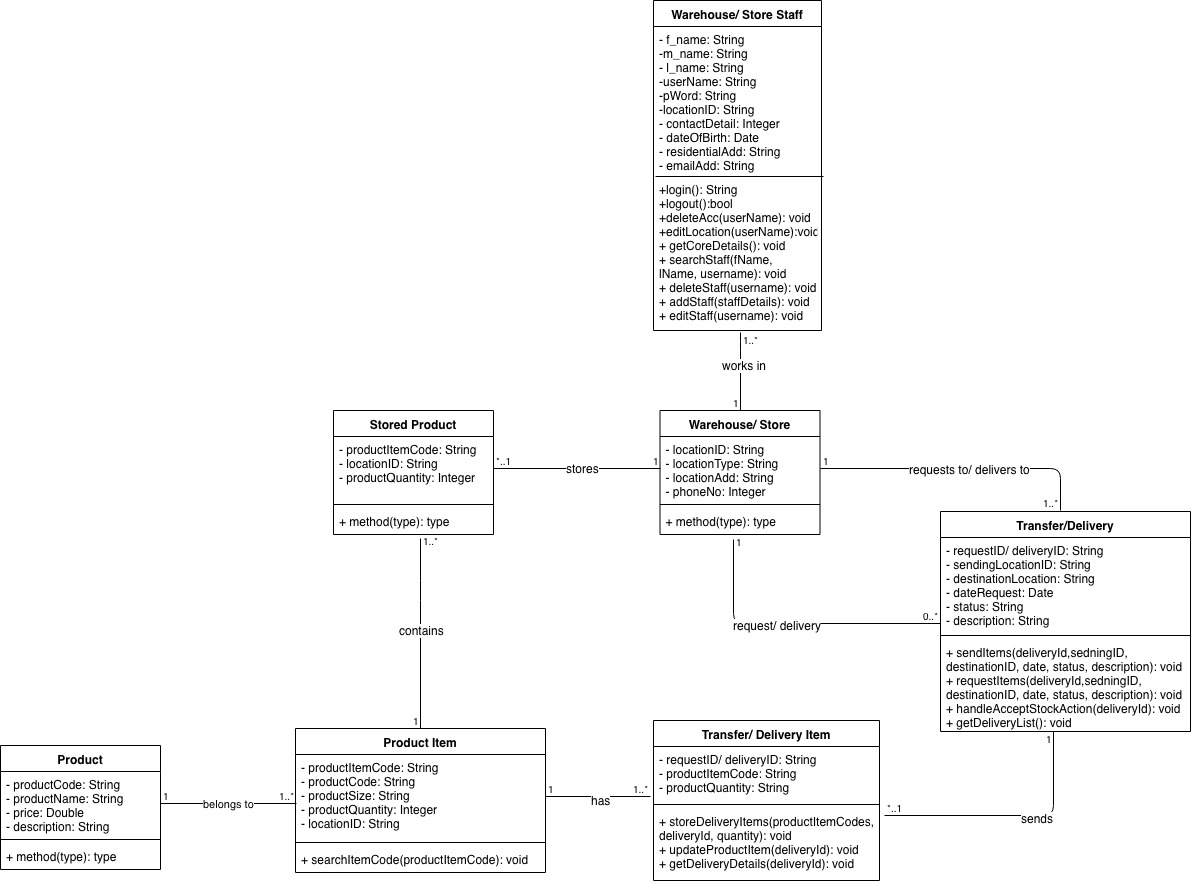 Warehouse/ Store Staff
- f_name: String
-m_name: String
- l_name: String
-userName: String
-pWord: String
-locationID: String
- contactDetail: Integer
- dateOfBirth: Date
- residentialAdd: String
- emailAdd: String
+login(): String
+logout():bool
+deleteAcc(userName): void
+editLocation(userName):void
+ getCoreDetails(): void
+ searchStaff(fName,
lName, username): void
+ deleteStaff(username): void
+ addStaff(staffDetails): void
+ editStaff(username): void
1..*
works in
1
Stored Product
- productItemCode: String
- locationID: String
- productQuantity: Integer
+ method(type): type
*..1
stores
1
Warehouse/ Store
- locationID: String
- locationType: String
- locationAdd: String
- phoneNo: Integer
+ method(type): type
1
requests to/ delivers to
1..*
1
request/ delivery
0..*
Transfer/Delivery
- requestID/ deliveryID: String
- sendingLocationID: String
- destinationLocation: String
- dateRequest: Date
- status: String
- description: String
+ sendItems(deliveryId,sedningID,
destinationID, date, status, description): void
+ requestItems(deliveryId,sedningID,
destinationID, date, status, description): void
+ handleAcceptStockAction(deliveryId): void
+ getDeliveryList(): void
1..*
contains
1
Product
- productCode: String
- productName: String
- price: Double
- description: String
+ method(type): type
1
belongs to
1..*
Product Item
- productItemCode: String
- productCode: String
- productSize: String
- productQuantity: Integer
- locationID: String
+ searchItemCode(productItemCode): void
1
has
1..*
Transfer/ Delivery Item
- requestID/ deliveryID: String
- productItemCode: String
- productQuantity: String
+ storeDeliveryItems(productItemCodes,
deliveryId, quantity): void
+ updateProductItem(deliveryId): void
+ getDeliveryDetails(deliveryId): void
*..1
sends
1